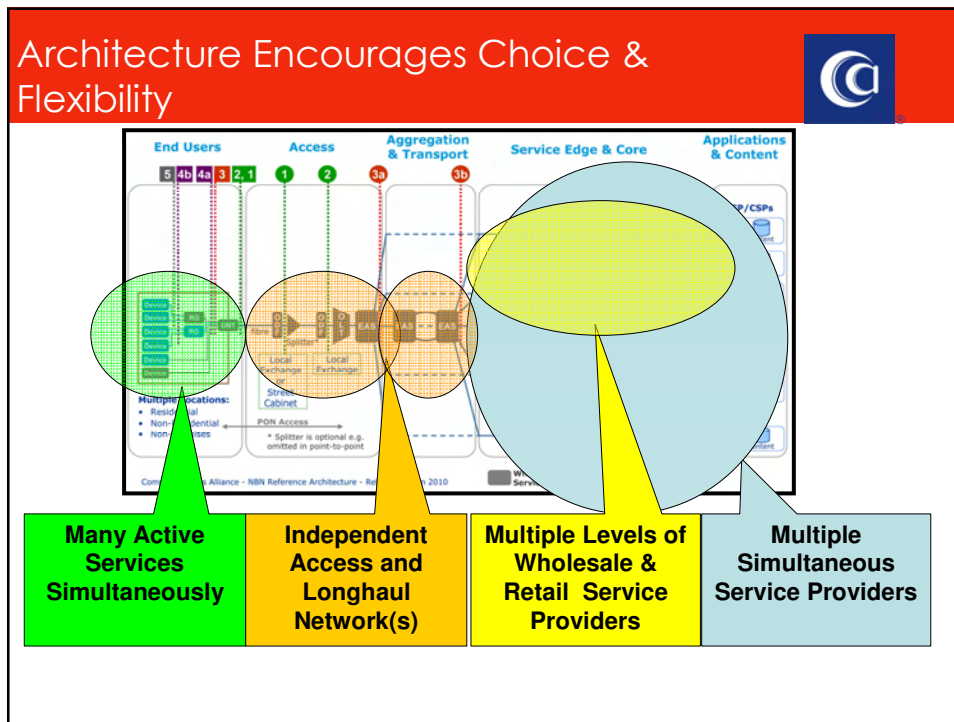 Architecture Encourages Choice &
Flexibility
®
End Users
Access
Aggregation
& Transport
Service Edge & Core
Applications
& Content
5 4b 4a 3 2, 1 1 2 3a 3b
SP/CSPs
Device
Device
Device
Device
Device
Device
RG
RG
ONT
fibre
Splitter*
EAS
EAS
EAS
Local
Exchange
or
Street
Cabinet
Local
Exchange
Multiple
• Residential
PON Access
* Splitter is optional e.g.
omitted in point-to-point
Alliance - NBN Reference Architecture -
2010
Many Active
Services
Simultaneously
Independent
Access and
Longhaul
Network(s)
Multiple Levels of
Wholesale &
Retail Service
Providers
Multiple
Simultaneous
Service Providers